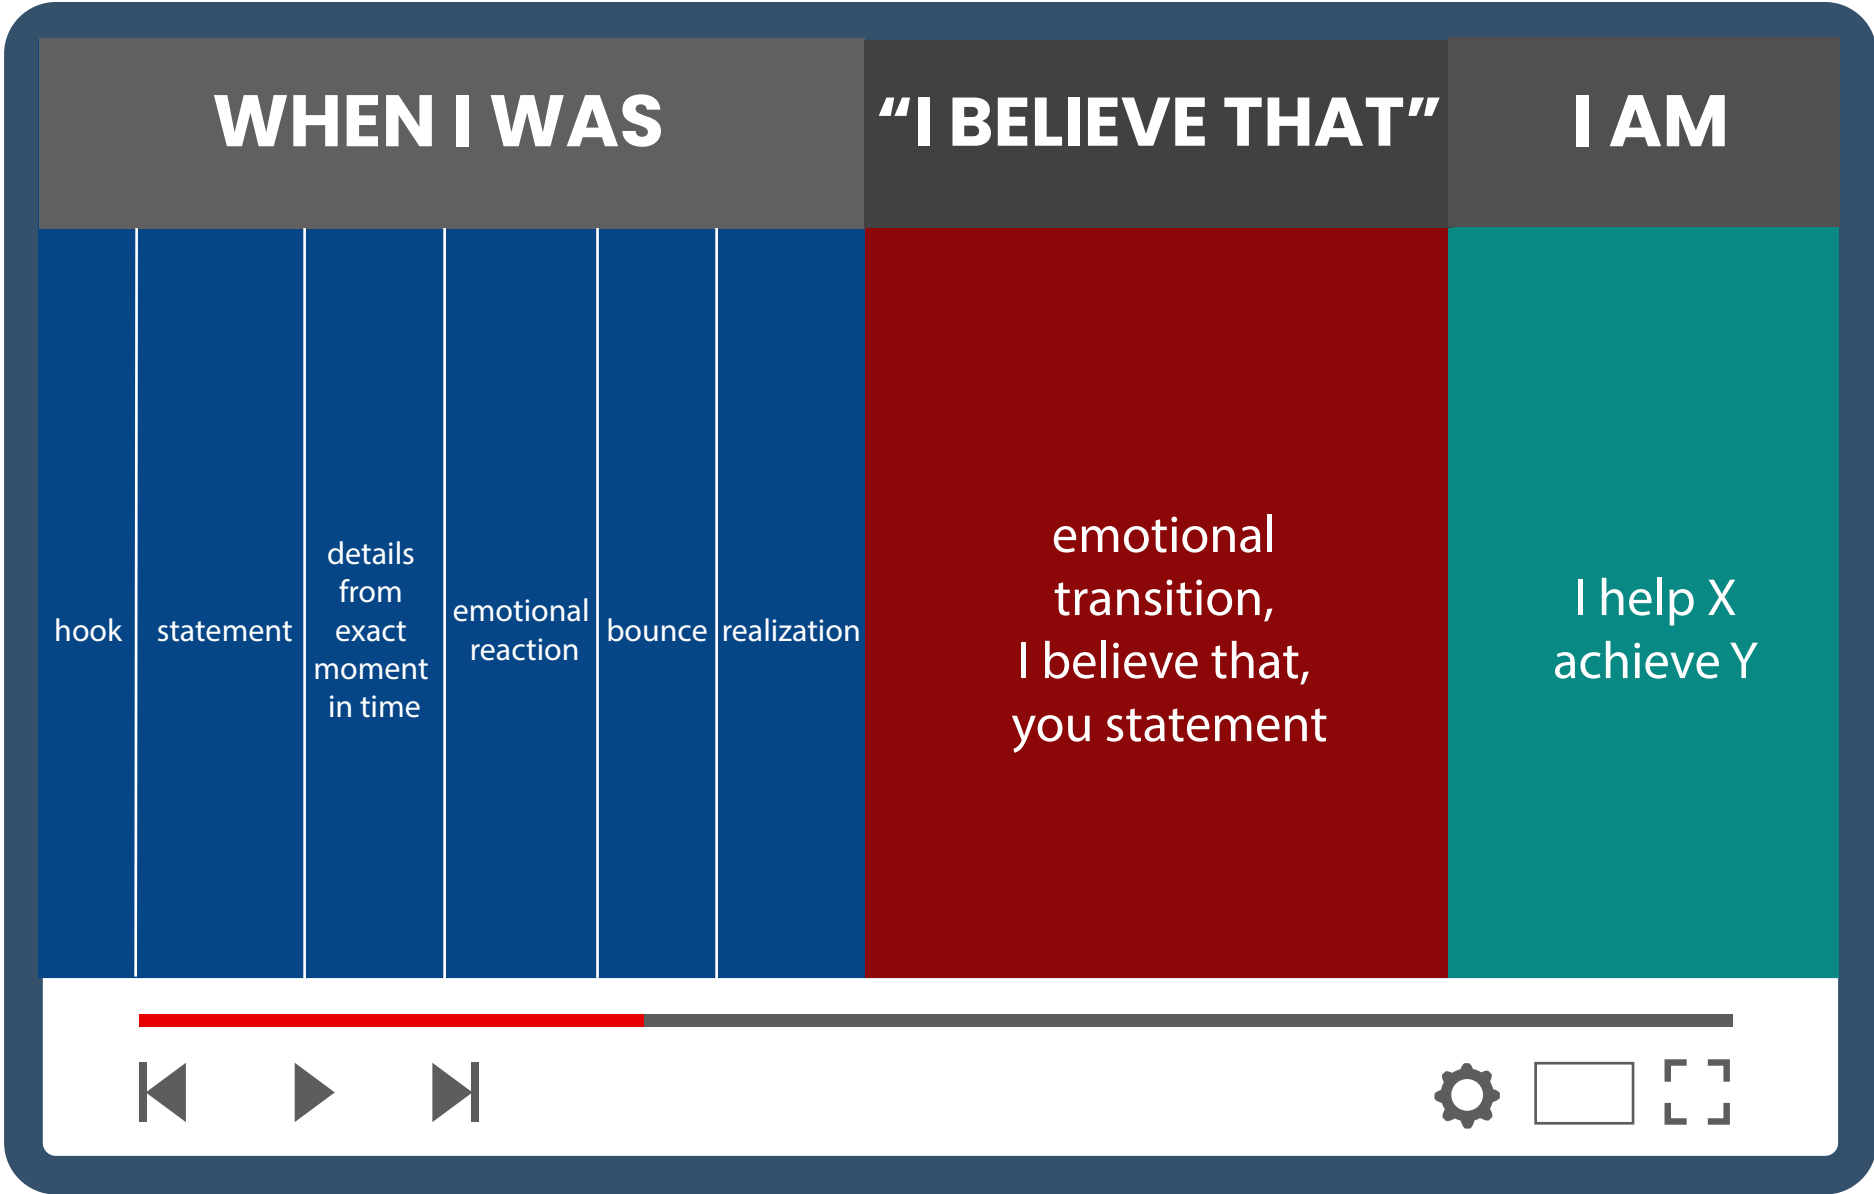 WHEN I WAS
“I BELIEVE THAT”
I AM
hook
statement
details
from
exact
moment
in time
emotional
reaction
bounce
realization
emotional
transition,
I believe that,
you statement
I help X
achieve Y